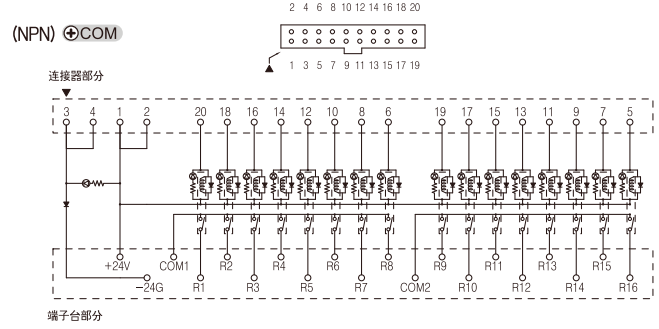 2 4 6 8 10 12 14 16 18 20
(NPN) ⊕COM
1 3 5 7 9 11 13 15 17 19
连接器部分
3 4 1 2 20 18 16 14 12 10 8 6 19 17 15 13 11 9 7 5
+24V COM1 R2 R4 R6 R8 R9 R11 R13 R15
-24G R1 R3 R5 R7 COM2 R10 R12 R14 R16
端子台部分